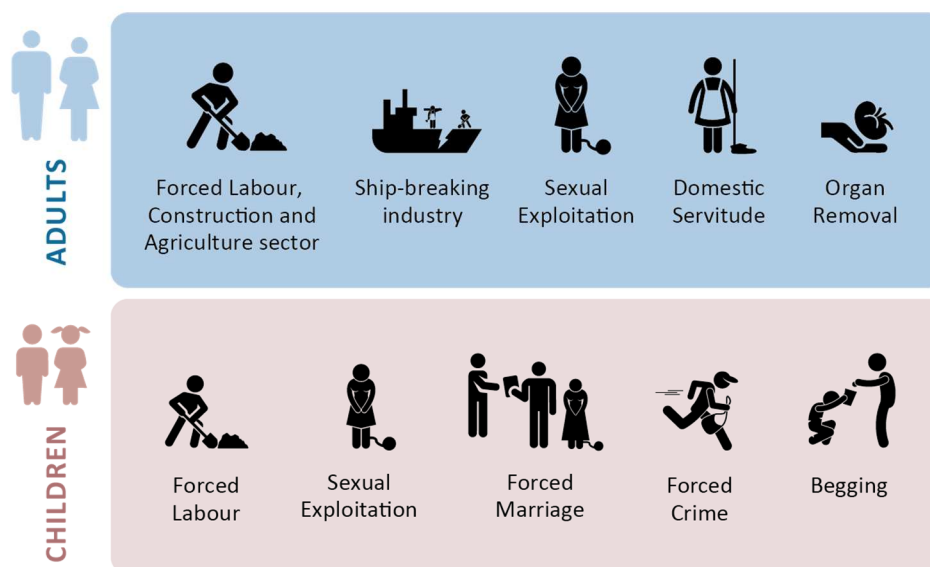 ADULTS
Forced Labour,
Construction and
Agriculture sector
Ship-breaking
industry
Sexual
Exploitation
Domestic
Servitude
Organ
Removal
CHILDREN
Forced
Labour
Sexual
Exploitation
Forced
Marriage
Forced
Crime
Begging